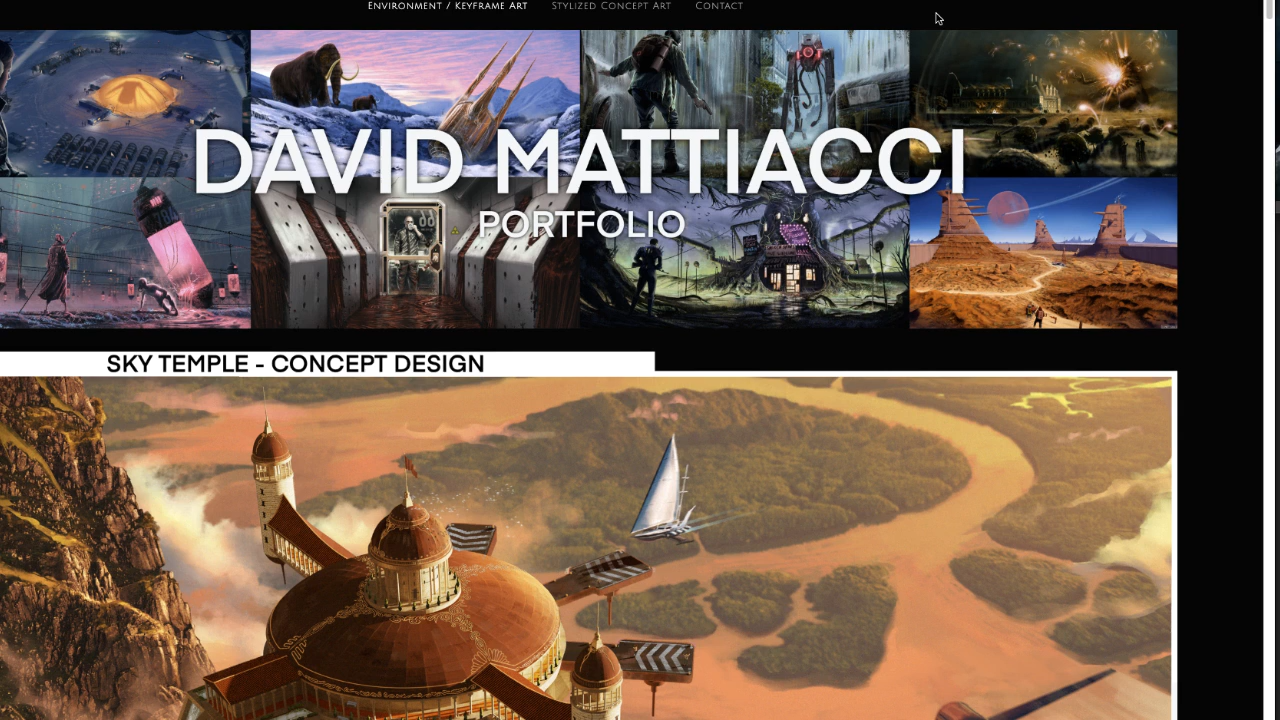 Environment / Keyframe Art Stylized Concept Art Contact
DAVID MATTIACCI
PORTFOLIO
SKY TEMPLE - CONCEPT DESIGN